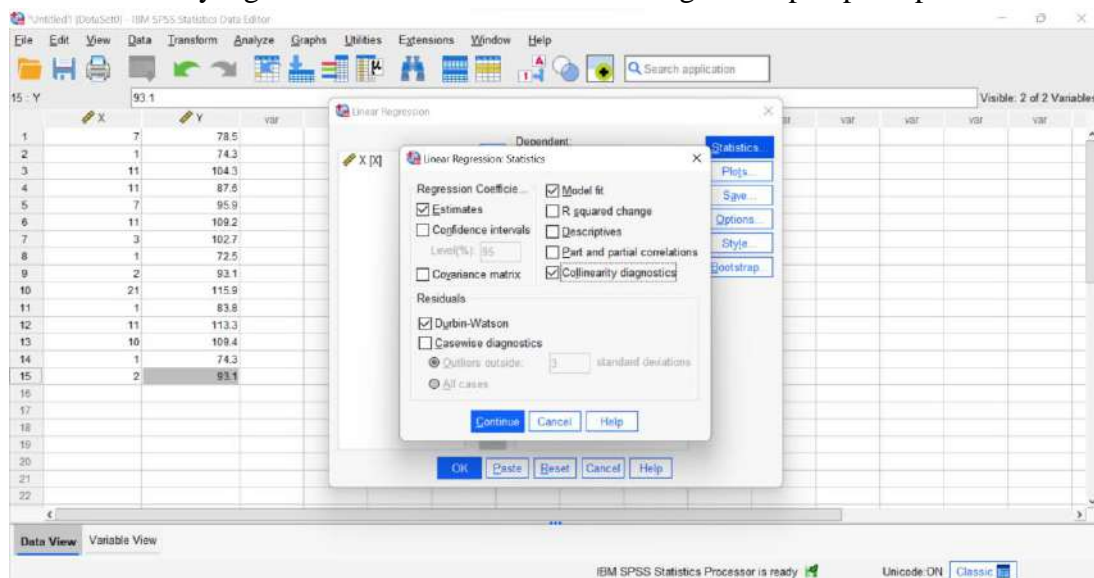 *Untitled1 [DataSet0] - IBM SPSS Statistics Data Editor
File Edit View Data Transform Analyze Graphs Utilities Extensions Window Help
Search application
15 : Y 93.1 Visible: 2 of 2 Variables
X Y var var var var var
1 7 78.5
2 1 74.3
3 11 104.3
4 11 87.6
5 7 95.9
6 11 109.2
7 3 102.7
8 1 72.5
9 2 93.1
10 21 115.9
11 1 83.8
12 11 113.3
13 10 109.4
14 1 74.3
15 2 93.1
16
17
18
19
20
21
22
Linear Regression
Dependent:
X [X]
Statistics...
Plots...
Save...
Options...
Style...
Bootstrap...
Linear Regression: Statistics
Regression Coefficie...
Estimates
Confidence intervals
Level(%): 95
Covariance matrix
Model fit
R squared change
Descriptives
Part and partial correlations
Collinearity diagnostics
Residuals
Durbin-Watson
Casewise diagnostics
Outliers outside: 3 standard deviations
All cases
Continue Cancel Help
OK Paste Reset Cancel Help
Data View Variable View
IBM SPSS Statistics Processor is ready Unicode:ON Classic